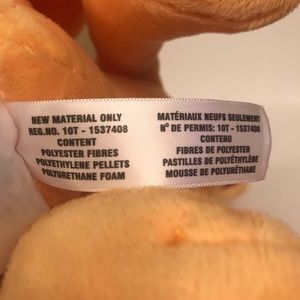 NEW MATERIAL ONLY
REG.NO. 10T - 1537408
CONTENT
POLYESTER FIBRES
POLYETHYLENE PELLETS
POLYURETHANE FOAM
MATÉRIAUX NEUFS SEULEMENT
N° DE PERMIS: 10T - 1537408
CONTENU
FIBRES DE POLYESTER
PASTILLES DE POLYÉTHYLÈNE
MOUSSE DE POLYURÉTHANE